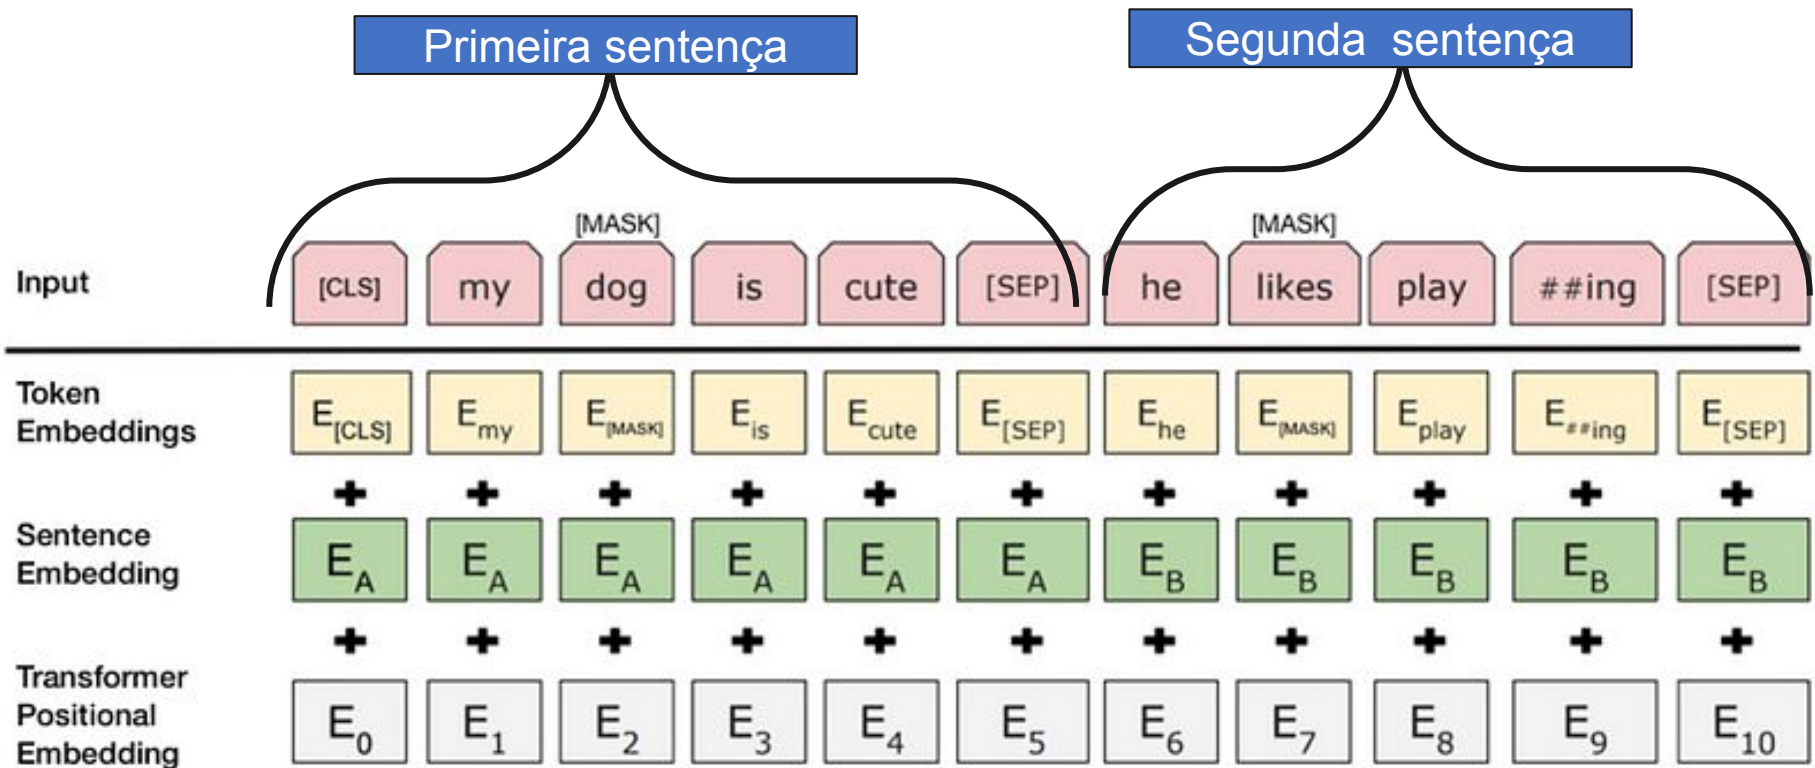 Primeira sentença
Segunda sentença
[MASK] [MASK]
Input [CLS] my dog is cute [SEP] he likes play ##ing [SEP]
Token
Embeddings
E[CLS] Emy E[MASK] Eis Ecute E[SEP] Ehe E[MASK] Eplay E##ing E[SEP]
+ + + + + + + + + + +
Sentence
Embedding
EA EA EA EA EA EA EB EB EB EB EB
+ + + + + + + + + + +
Transformer
Positional
Embedding
E0 E1 E2 E3 E4 E5 E6 E7 E8 E9 E10